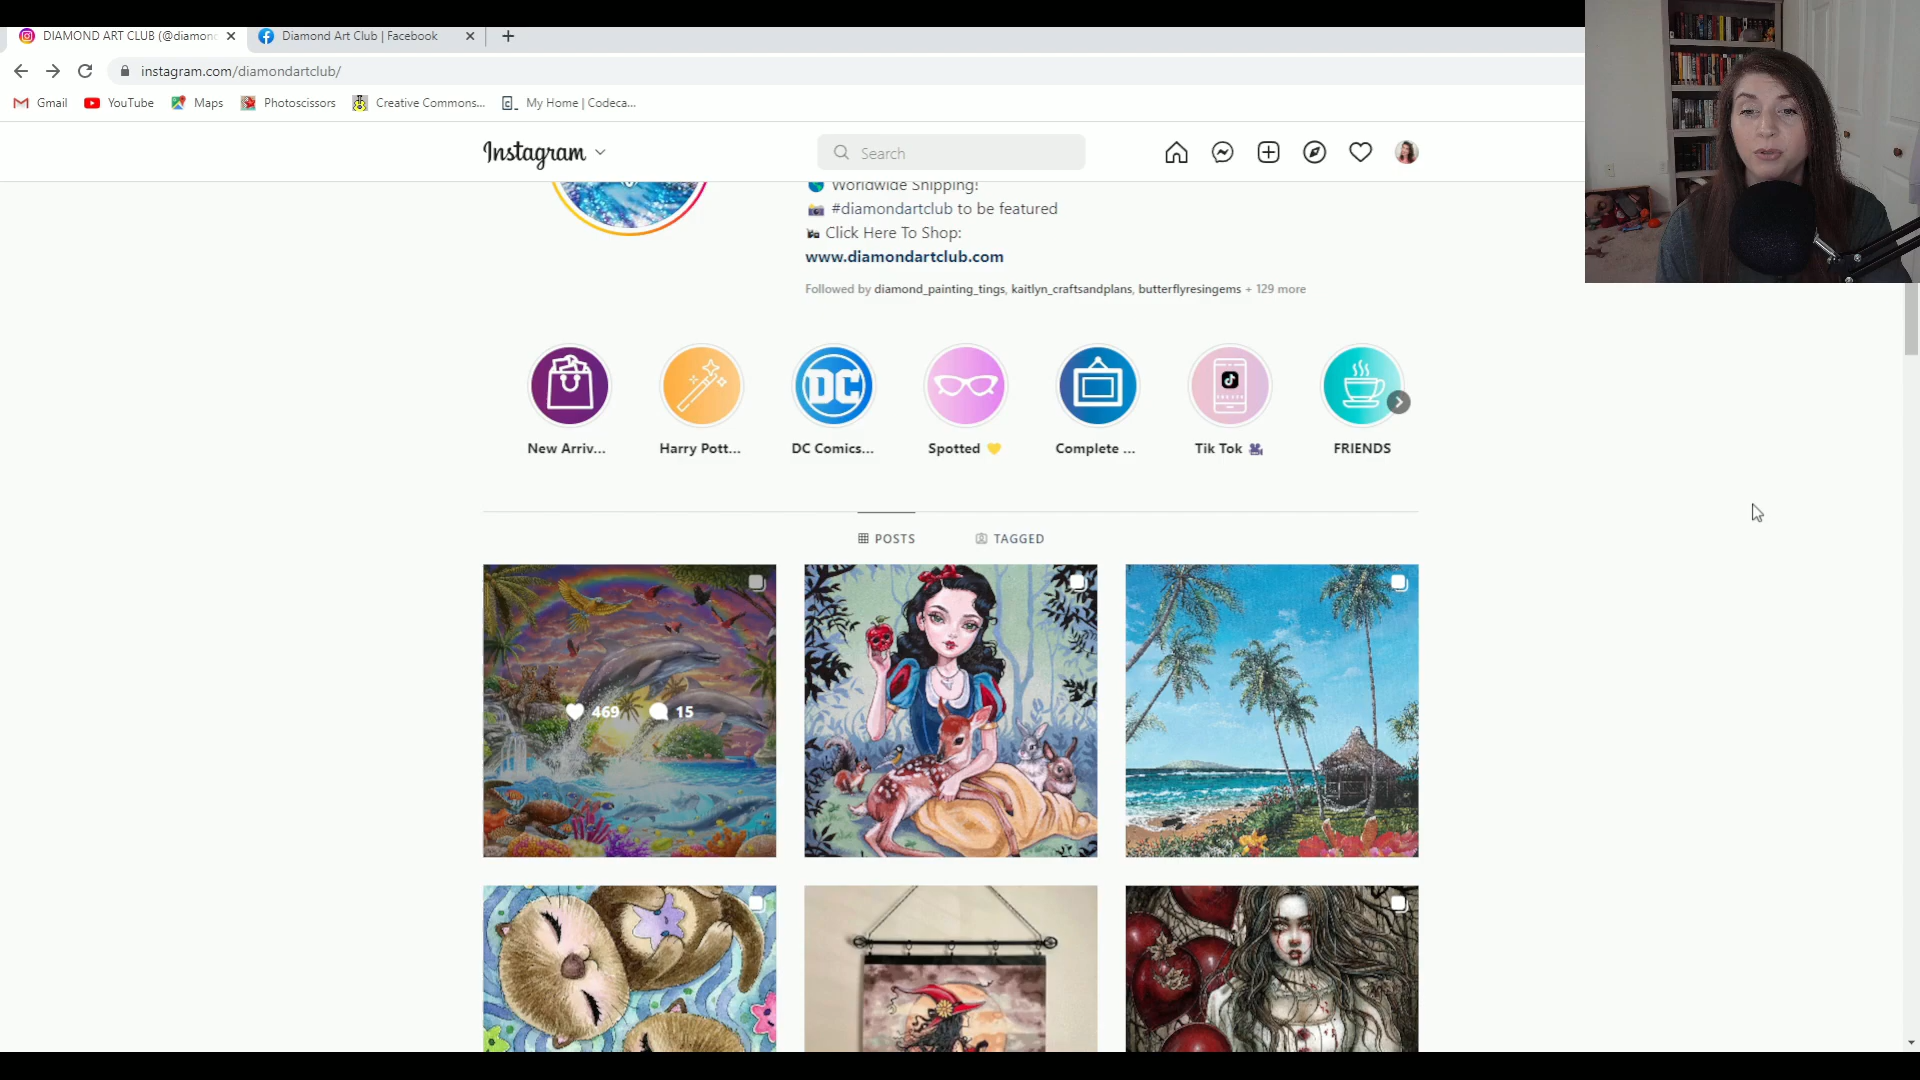 DIAMOND ART CLUB (@diamon
Diamond Art Club | Facebook
instagram.com/diamondartclub/
Gmail
YouTube
Maps
Photoscissors
Creative Commons...
My Home | Codeca...
Instagram
Search
Worldwide Shipping!
#diamondartclub to be featured
Click Here To Shop:
www.diamondartclub.com
Followed by diamond_painting_tings, kaitlyn_craftsandplans, butterflyresingems + 129 more
DC
New Arriv...
Harry Pott...
DC Comics...
Spotted 💛
Complete ...
Tik Tok 🎥
FRIENDS
POSTS
TAGGED
469
15